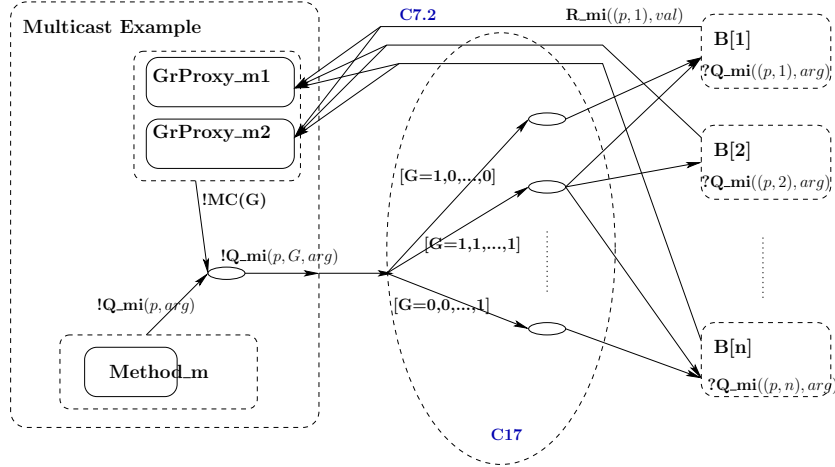 Multicast Example
C7.2
R_mi((p, 1), val)
B[1]
?Q_mi((p, 1), arg)
GrProxy_m1
GrProxy_m2
B[2]
?Q_mi((p, 2), arg)
[G=1,0,...,0]
!MC(G)
[G=1,1,...,1]
!Q_mi(p, G, arg)
!Q_mi(p, arg)
[G=0,0,...,1]
B[n]
?Q_mi((p, n), arg)
Method_m
C17